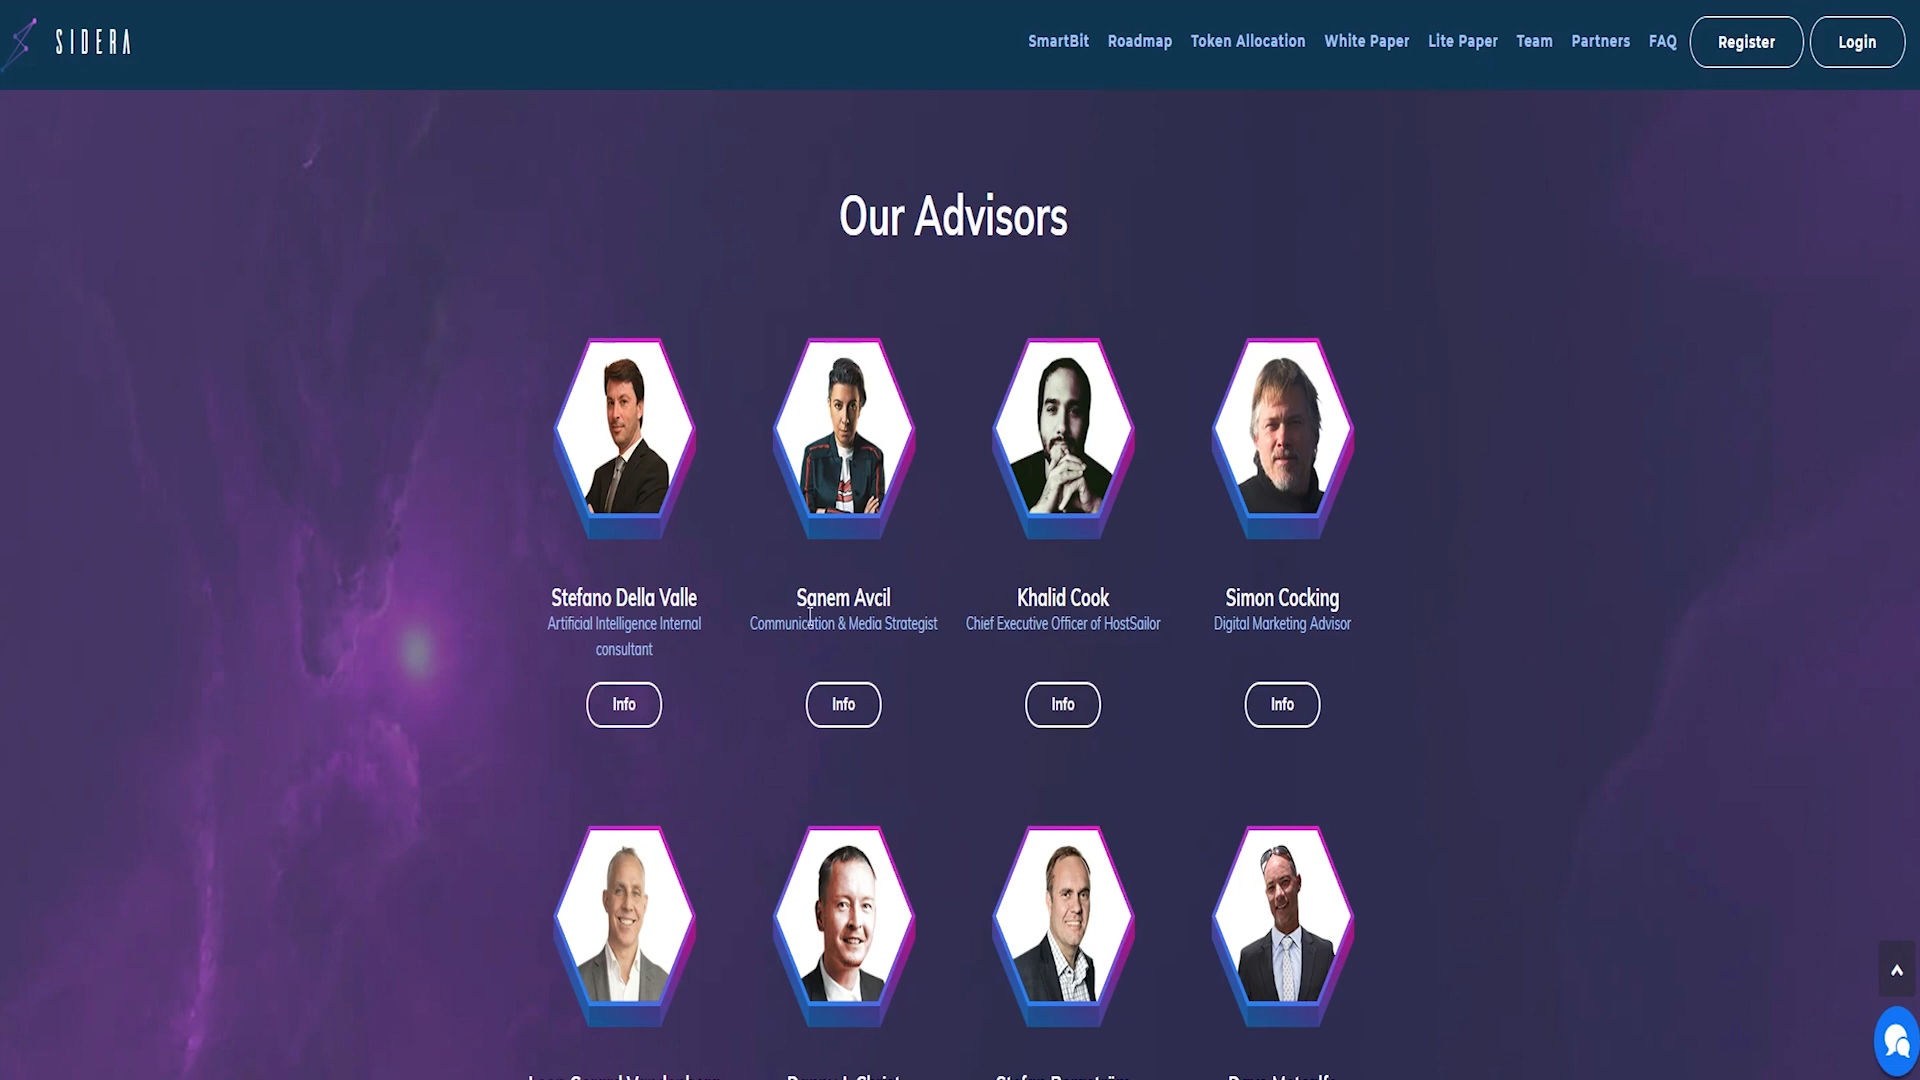 SIDERA
SmartBit Roadmap Token Allocation White Paper Lite Paper Team Partners FAQ Register Login
Our Advisors
Stefano Della Valle Sanem Avcil Khalid Cook Simon Cocking
Artificial Intelligence Internal Communication & Media Strategist Chief Executive Officer of HostSailor Digital Marketing Advisor
consultant
Info Info Info Info